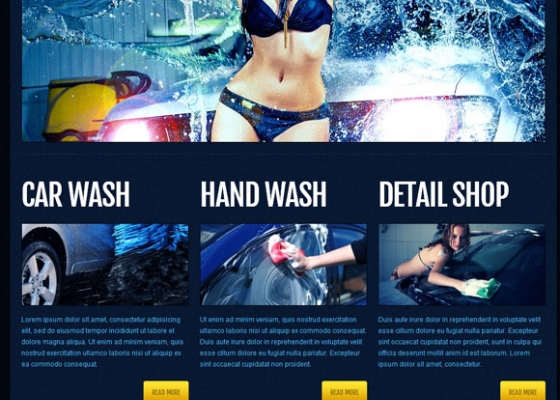 CAR WASH
HAND WASH
DETAIL SHOP
Lorem ipsum dolor sit amet, consectetur adipisicing
elit, sed do eiusmod tempor incididunt ut labore et
dolore magna aliqua. Ut enim ad minim veniam, quis
nostrud exercitation ullamco laboris nisi ut aliquip ex
ea commodo consequat.
READ MORE
Ut enim ad minim veniam, quis nostrud exercitation
ullamco laboris nisi ut aliquip ex commodo consequat.
Duis aute irure dolor in reprehenderit in voluptate velit
esse cillum dolore eu fugiat nulla pariatur. Excepteur
sint occaecat cupidatat non proident.
READ MORE
Duis aute irure dolor in reprehenderit in voluptate velit
esse cillum dolore eu fugiat nulla pariatur. Excepteur
sint occaecat cupidatat non proident, sunt in culpa qui
officia deserunt mollit anim id est laborum. Lorem
ipsum dolor sit amet, consectetur.
READ MORE